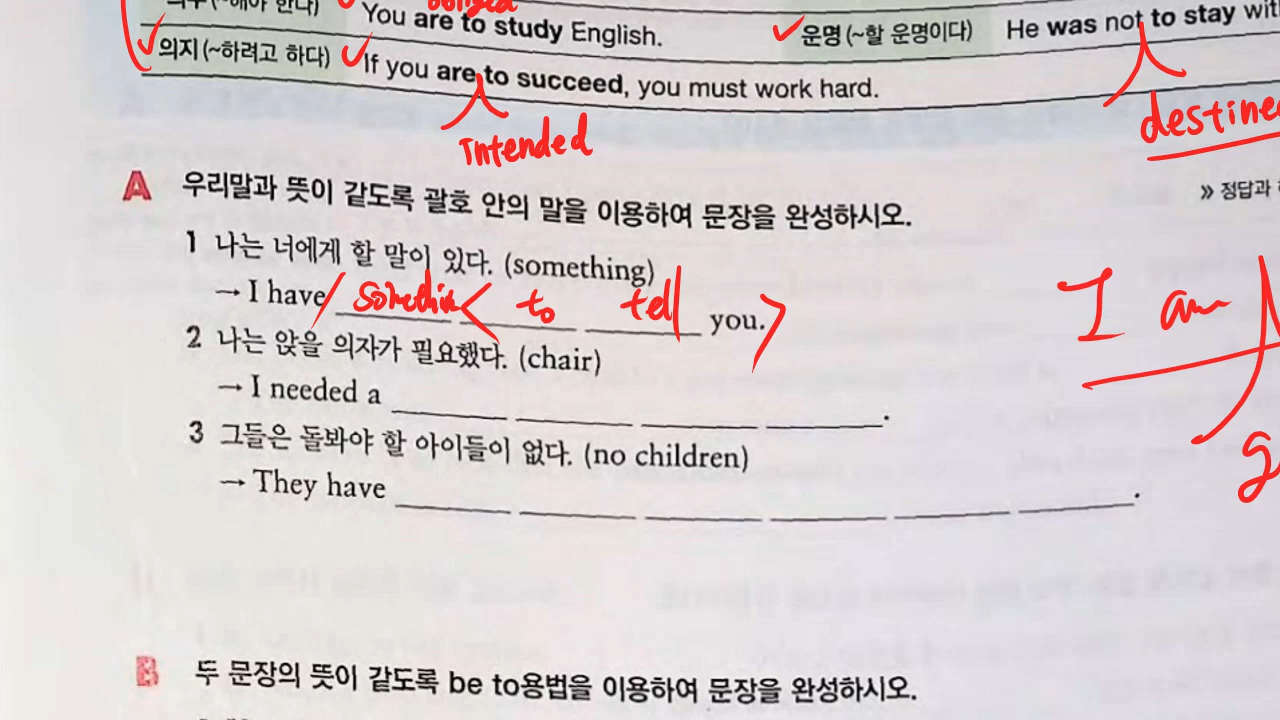 의무 (~해야 한다) You are to study English. 운명 (~할 운명이다) He was not to stay
의지 (~하려고 하다) If you are to succeed, you must work hard.
Intended
A 우리말과 뜻이 같도록 괄호 안의 말을 이용하여 문장을 완성하시오. » 정답과
1 나는 너에게 할 말이 있다. (something)
→ I have to tell you.
I am
2 나는 앉을 의자가 필요했다. (chair)
→ I needed a
3 그들은 돌봐야 할 아이들이 없다. (no children)
→ They have
B 두 문장의 뜻이 같도록 be to용법을 이용하여 문장을 완성하시오.